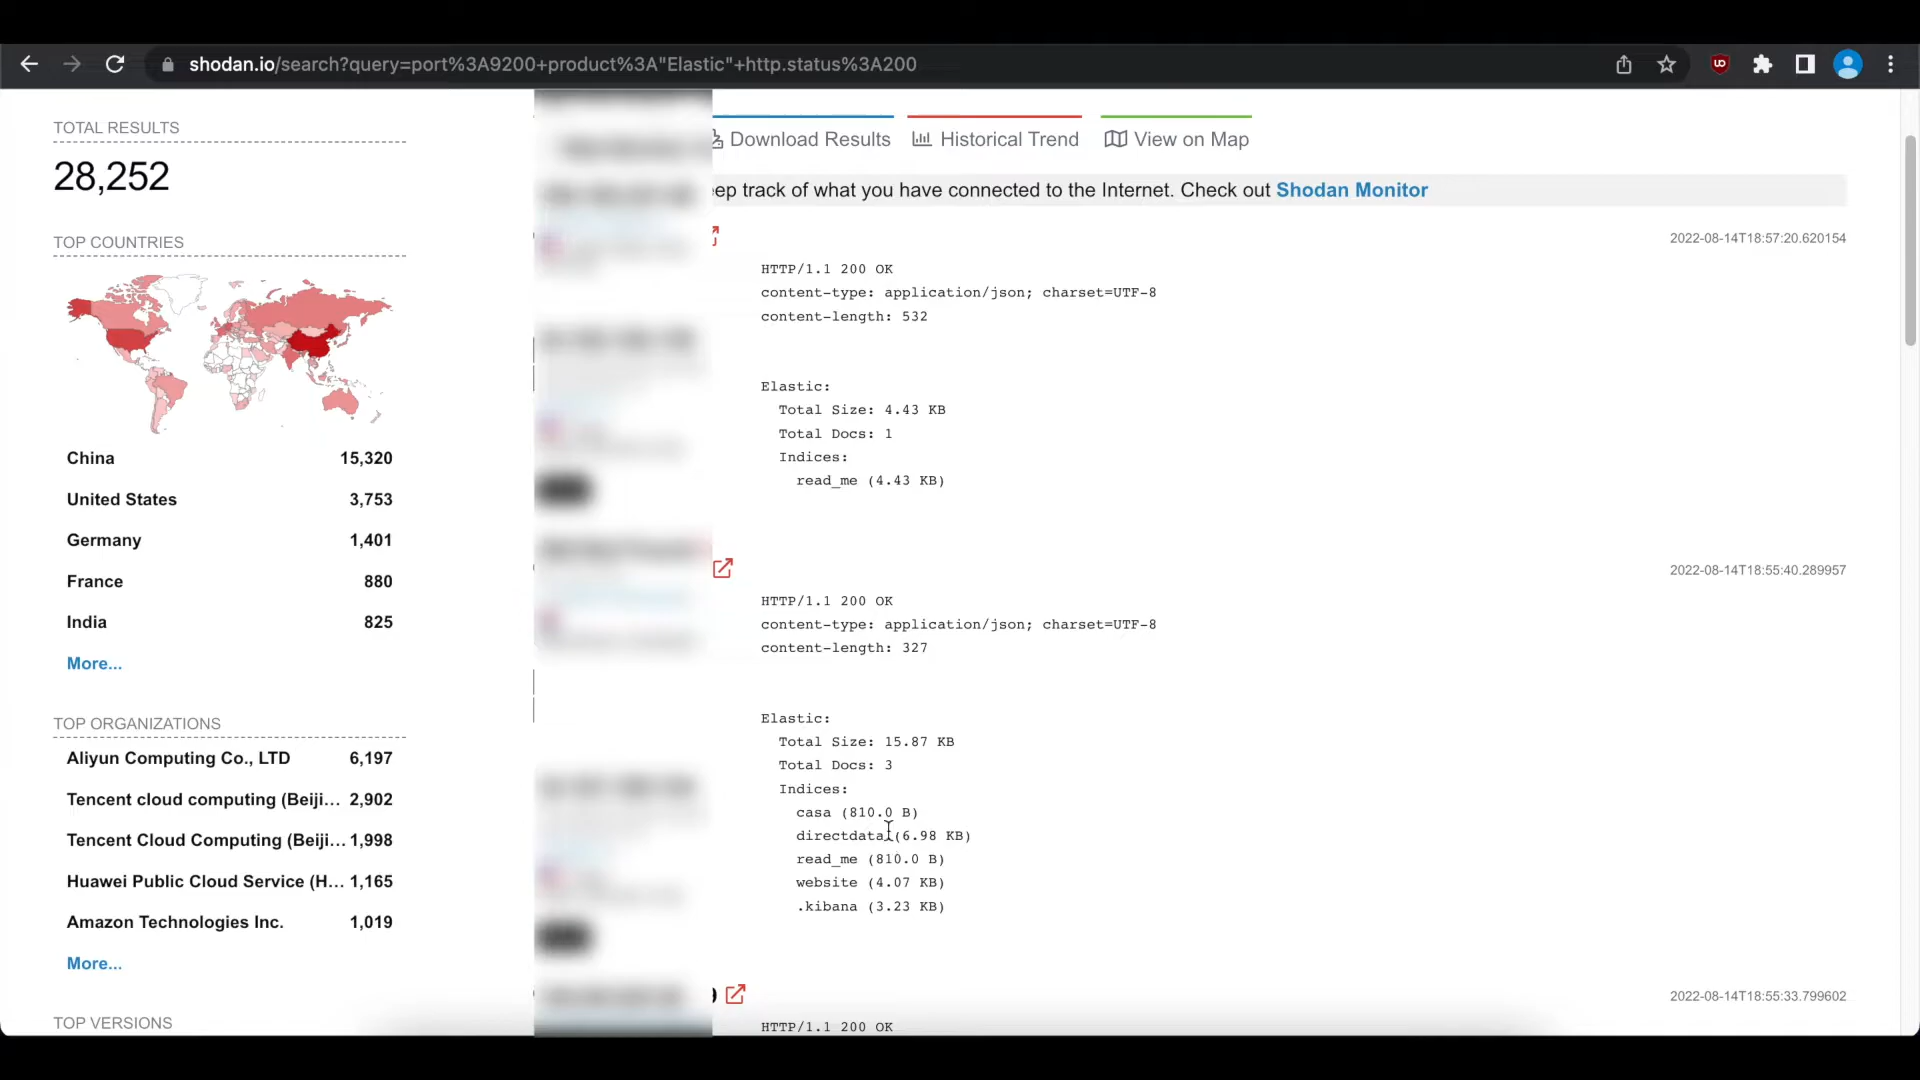 shodan.io/search?query=port%3A9200+product%3A"Elastic"+http.status%3A200
TOTAL RESULTS
28,252
TOP COUNTRIES
China 15,320
United States 3,753
Germany 1,401
France 880
India 825
More...
TOP ORGANIZATIONS
Aliyun Computing Co., LTD 6,197
Tencent cloud computing (Beiji... 2,902
Tencent Cloud Computing (Beiji... 1,998
Huawei Public Cloud Service (H... 1,165
Amazon Technologies Inc. 1,019
More...
TOP VERSIONS
Download Results Historical Trend View on Map
eep track of what you have connected to the Internet. Check out Shodan Monitor
2022-08-14T18:57:20.620154
HTTP/1.1 200 OK
content-type: application/json; charset=UTF-8
content-length: 532
Elastic:
Total Size: 4.43 KB
Total Docs: 1
Indices:
read_me (4.43 KB)
2022-08-14T18:55:40.289957
HTTP/1.1 200 OK
content-type: application/json; charset=UTF-8
content-length: 327
Elastic:
Total Size: 15.87 KB
Total Docs: 3
Indices:
casa (810.0 B)
directdata (6.98 KB)
read_me (810.0 B)
website (4.07 KB)
.kibana (3.23 KB)
2022-08-14T18:55:33.799602
HTTP/1.1 200 OK